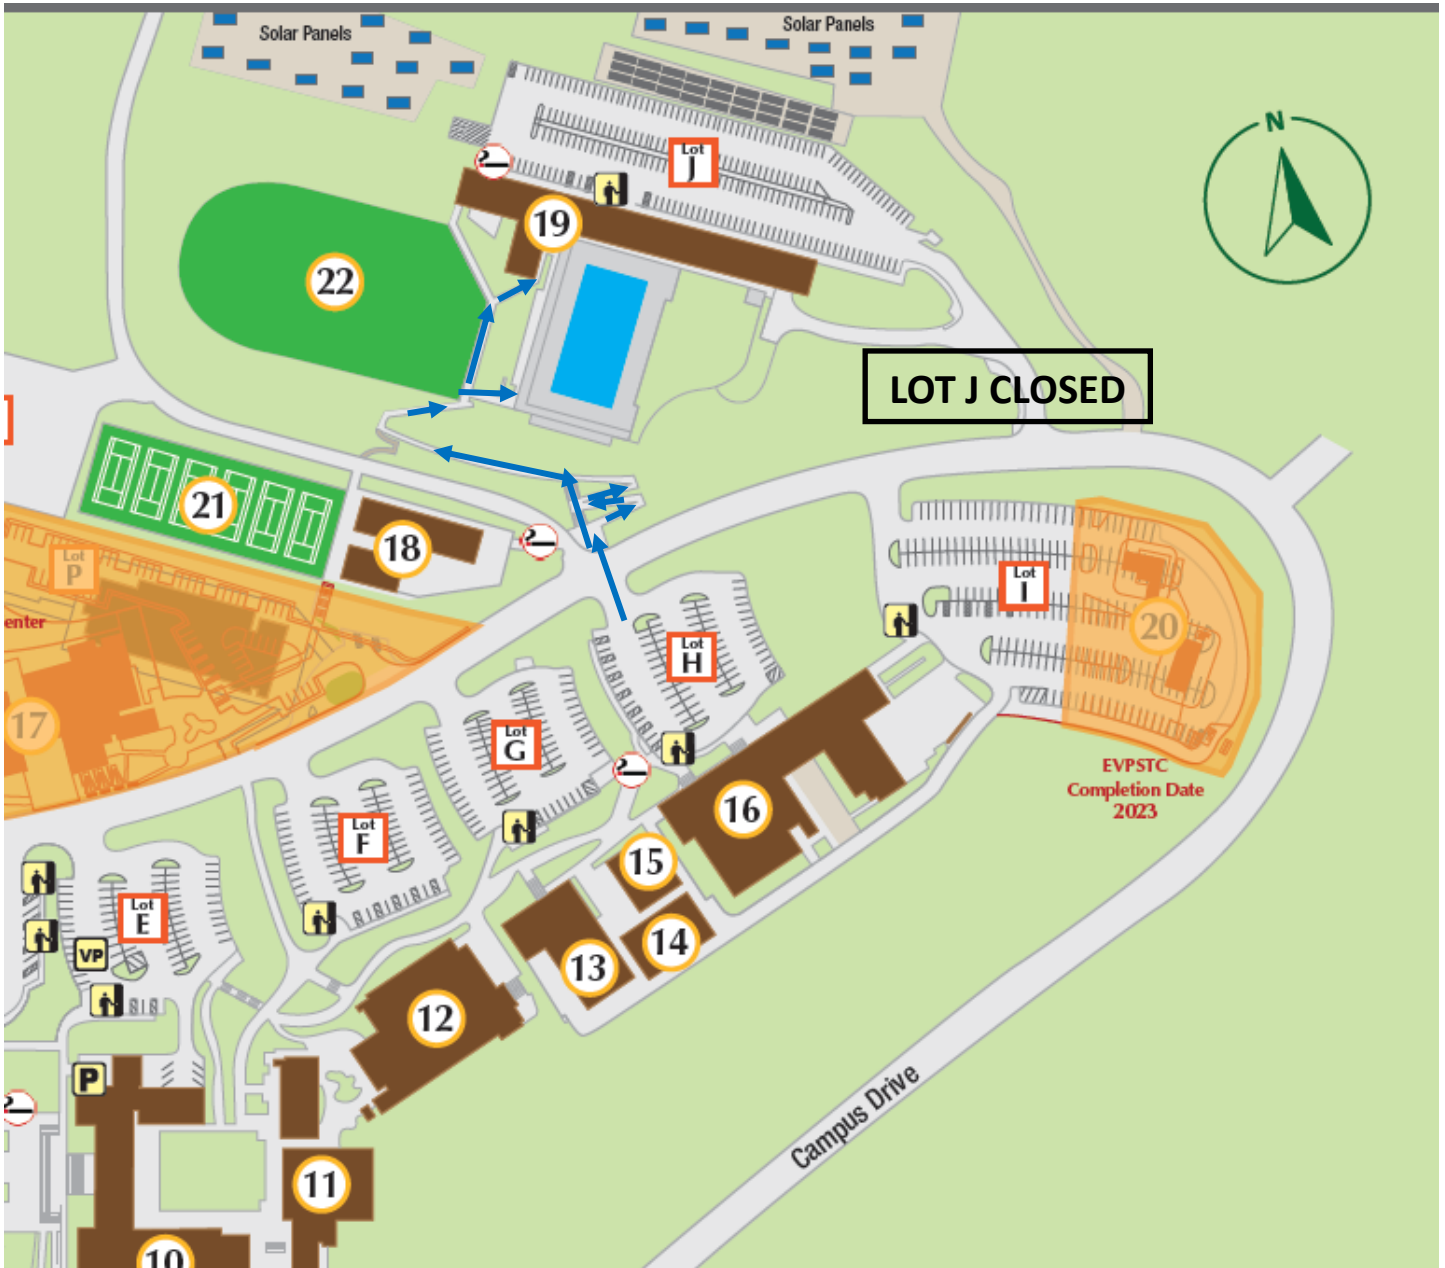 Solar Panels
Solar Panels
N
Lot
J
19
22
LOT J CLOSED
21
18
Lot
P
Lot
I
20
enter
17
Lot
H
Lot
G
EVPSTC
Completion Date
2023
16
Lot
F
15
Lot
E
14
VP
13
12
P
Campus Drive
11
10